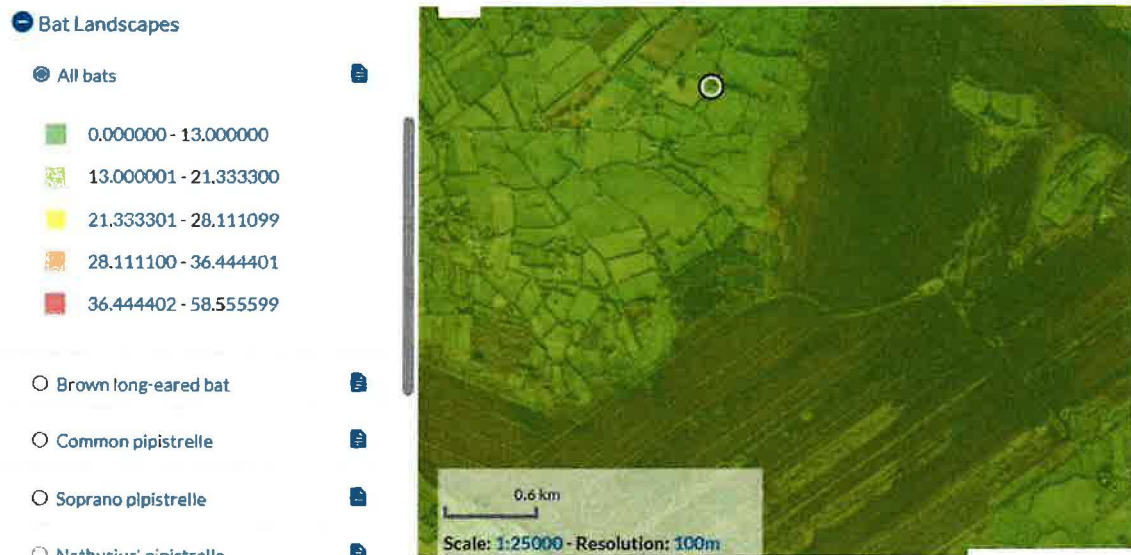 Bat Landscapes
All bats
0.000000 - 13.000000
13.000001 - 21.333300
21.333301 - 28.111099
28.111100 - 36.444401
36.444402 - 58.555599
Brown long-eared bat
Common pipistrelle
Soprano pipistrelle
Nathusius' pipistrelle
0.6 km
Scale: 1:25000 - Resolution: 100m